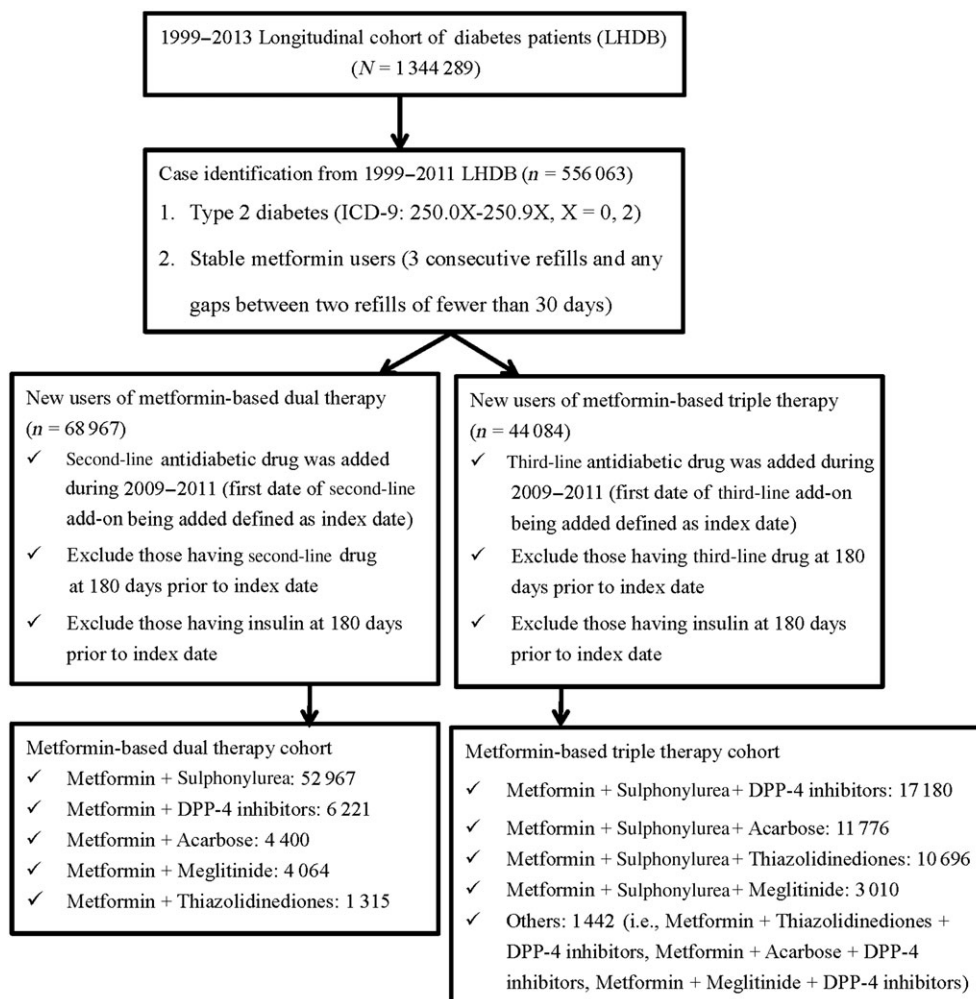 1999–2013 Longitudinal cohort of diabetes patients (LHDB)
(N = 1 344 289)
Case identification from 1999–2011 LHDB (n = 556 063)
1. Type 2 diabetes (ICD-9: 250.0X-250.9X, X = 0, 2)
2. Stable metformin users (3 consecutive refills and any
gaps between two refills of fewer than 30 days)
New users of metformin-based dual therapy
(n = 68 967)
✓ Second-line antidiabetic drug was added
during 2009–2011 (first date of second-line
add-on being added defined as index date)
✓ Exclude those having second-line drug
at 180 days prior to index date
✓ Exclude those having insulin at 180 days
prior to index date
New users of metformin-based triple therapy
(n = 44 084)
✓ Third-line antidiabetic drug was added during
2009–2011 (first date of third-line add-on
being added defined as index date)
✓ Exclude those having third-line drug at 180
days prior to index date
✓ Exclude those having insulin at 180 days
prior to index date
Metformin-based dual therapy cohort
✓ Metformin + Sulphonylurea: 52 967
✓ Metformin + DPP-4 inhibitors: 6 221
✓ Metformin + Acarbose: 4 400
✓ Metformin + Meglitinide: 4 064
✓ Metformin + Thiazolidinediones: 1 315
Metformin-based triple therapy cohort
✓ Metformin + Sulphonylurea + DPP-4 inhibitors: 17 180
✓ Metformin + Sulphonylurea + Acarbose: 11 776
✓ Metformin + Sulphonylurea + Thiazolidinediones: 10 696
✓ Metformin + Sulphonylurea + Meglitinide: 3 010
✓ Others: 1 442 (i.e., Metformin + Thiazolidinediones +
DPP-4 inhibitors, Metformin + Acarbose + DPP-4
inhibitors, Metformin + Meglitinide + DPP-4 inhibitors)